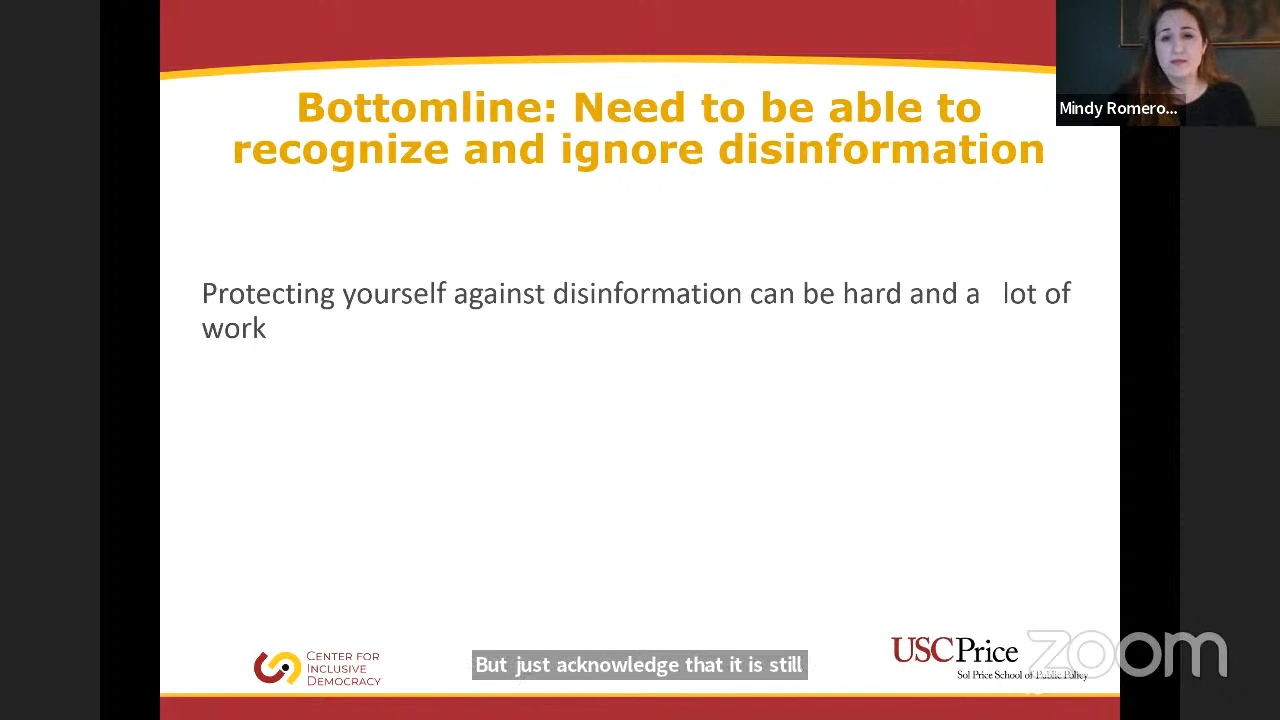 Bottomline: Need to be able to
recognize and ignore disinformation
Mindy Romero...
Protecting yourself against disinformation can be hard and a lot of
work
CENTER FOR
INCLUSIVE
DEMOCRACY
But just acknowledge that it is still
USCPrice
Sol Price School of Public Policy
zoom